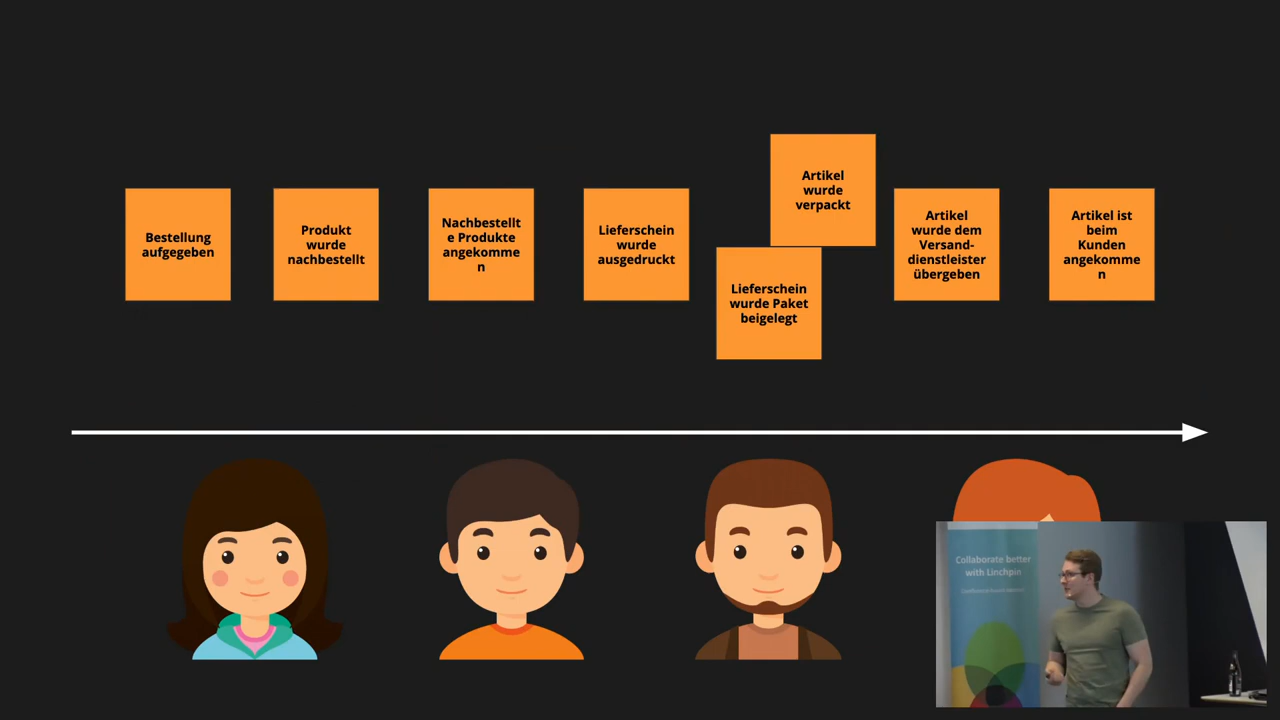 Bestellung
aufgegeben
Produkt
wurde
nachbestellt
Nachbestellt
e Produkte
angekomme
n
Lieferschein
wurde
ausgedruckt
Artikel
wurde
verpackt
Lieferschein
wurde Paket
beigelegt
Artikel
wurde dem
Versand-
dienstleister
übergeben
Artikel ist
beim
Kunden
angekomme
n
Collaborate better
with Linchpin